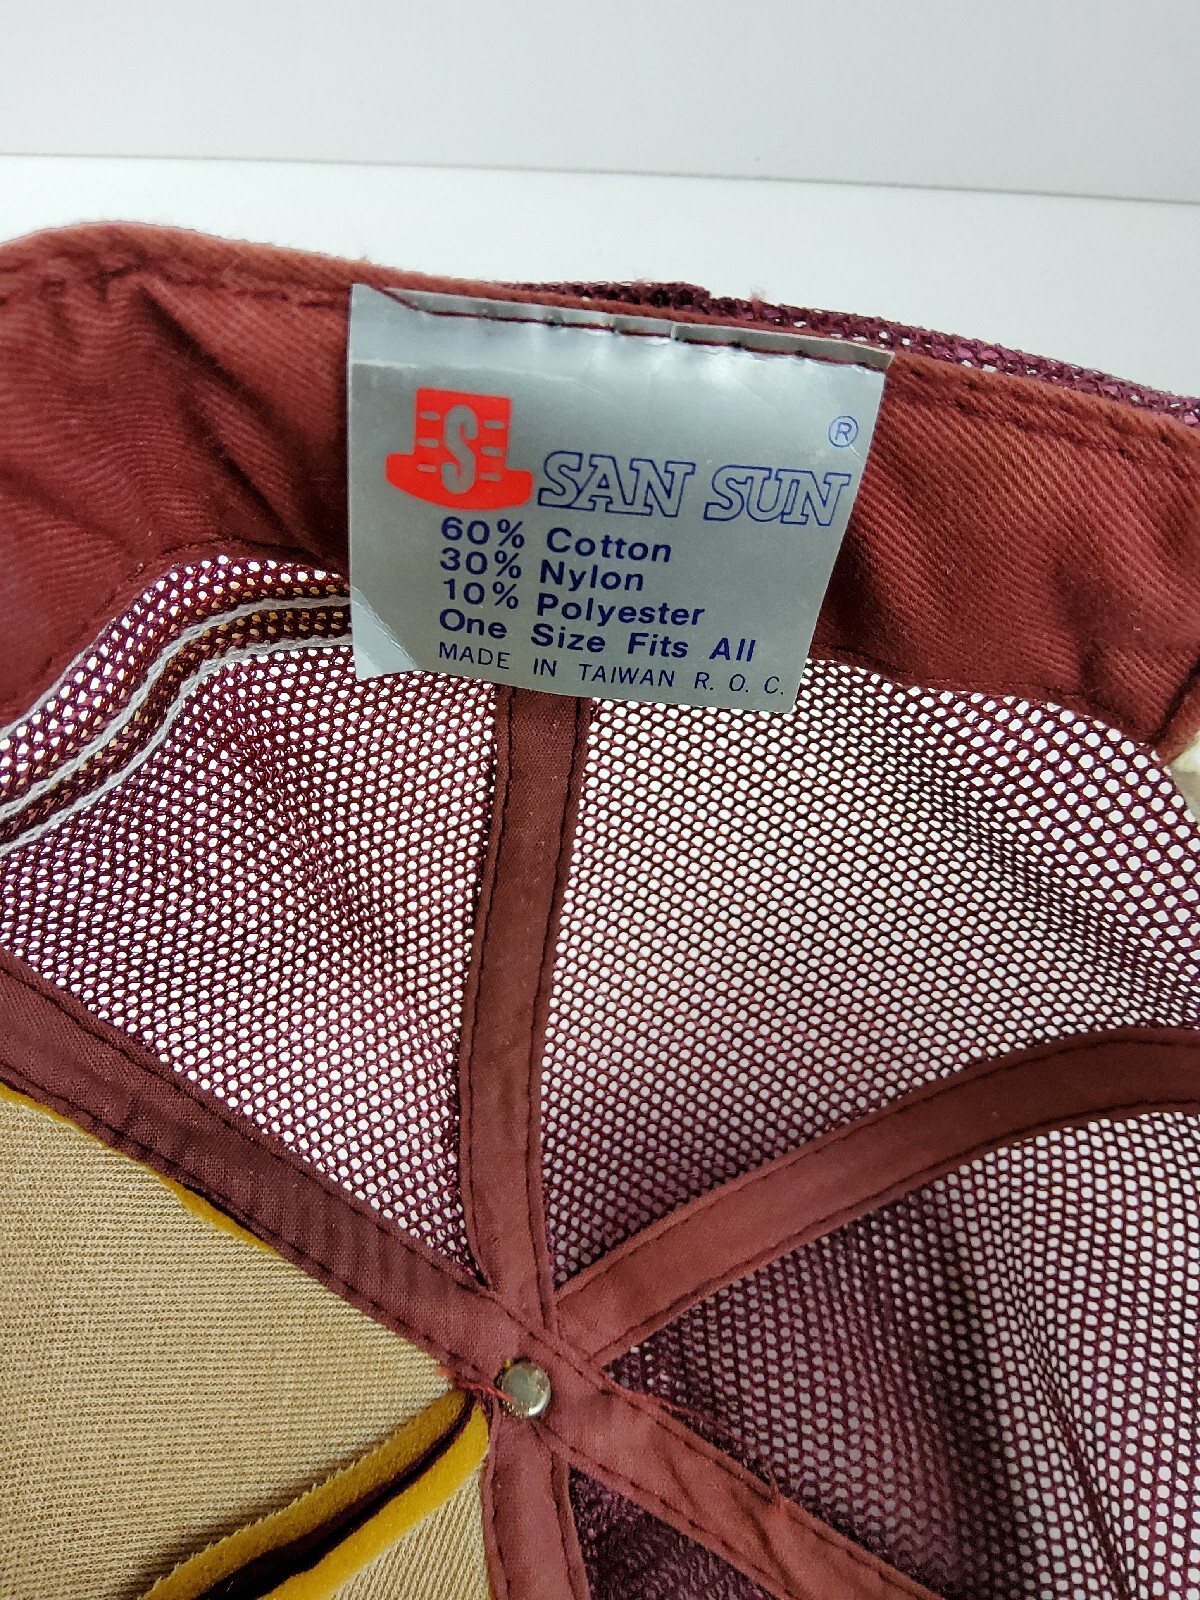 S
SAN SUN ®
60% Cotton
30% Nylon
10% Polyester
One Size Fits All
MADE IN TAIWAN R. O. C.